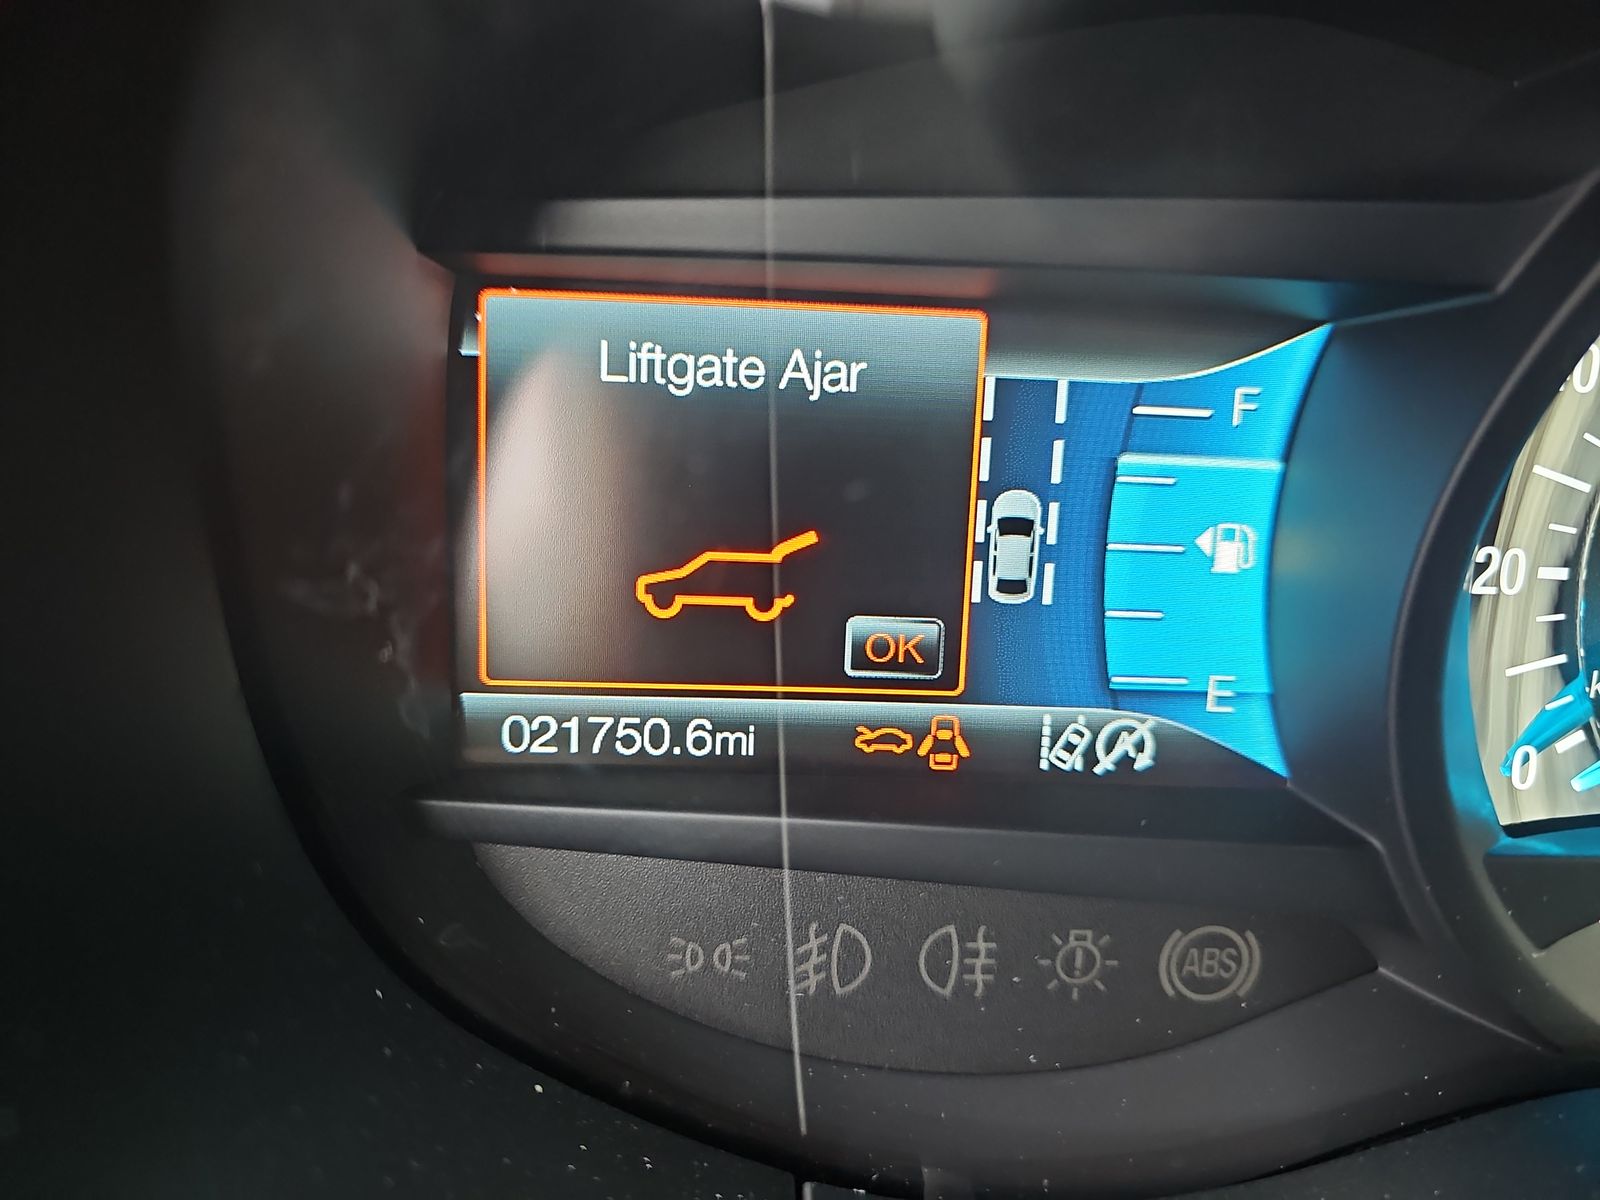 Liftgate Ajar
OK
F
E
021750.6mi
20
0
ABS